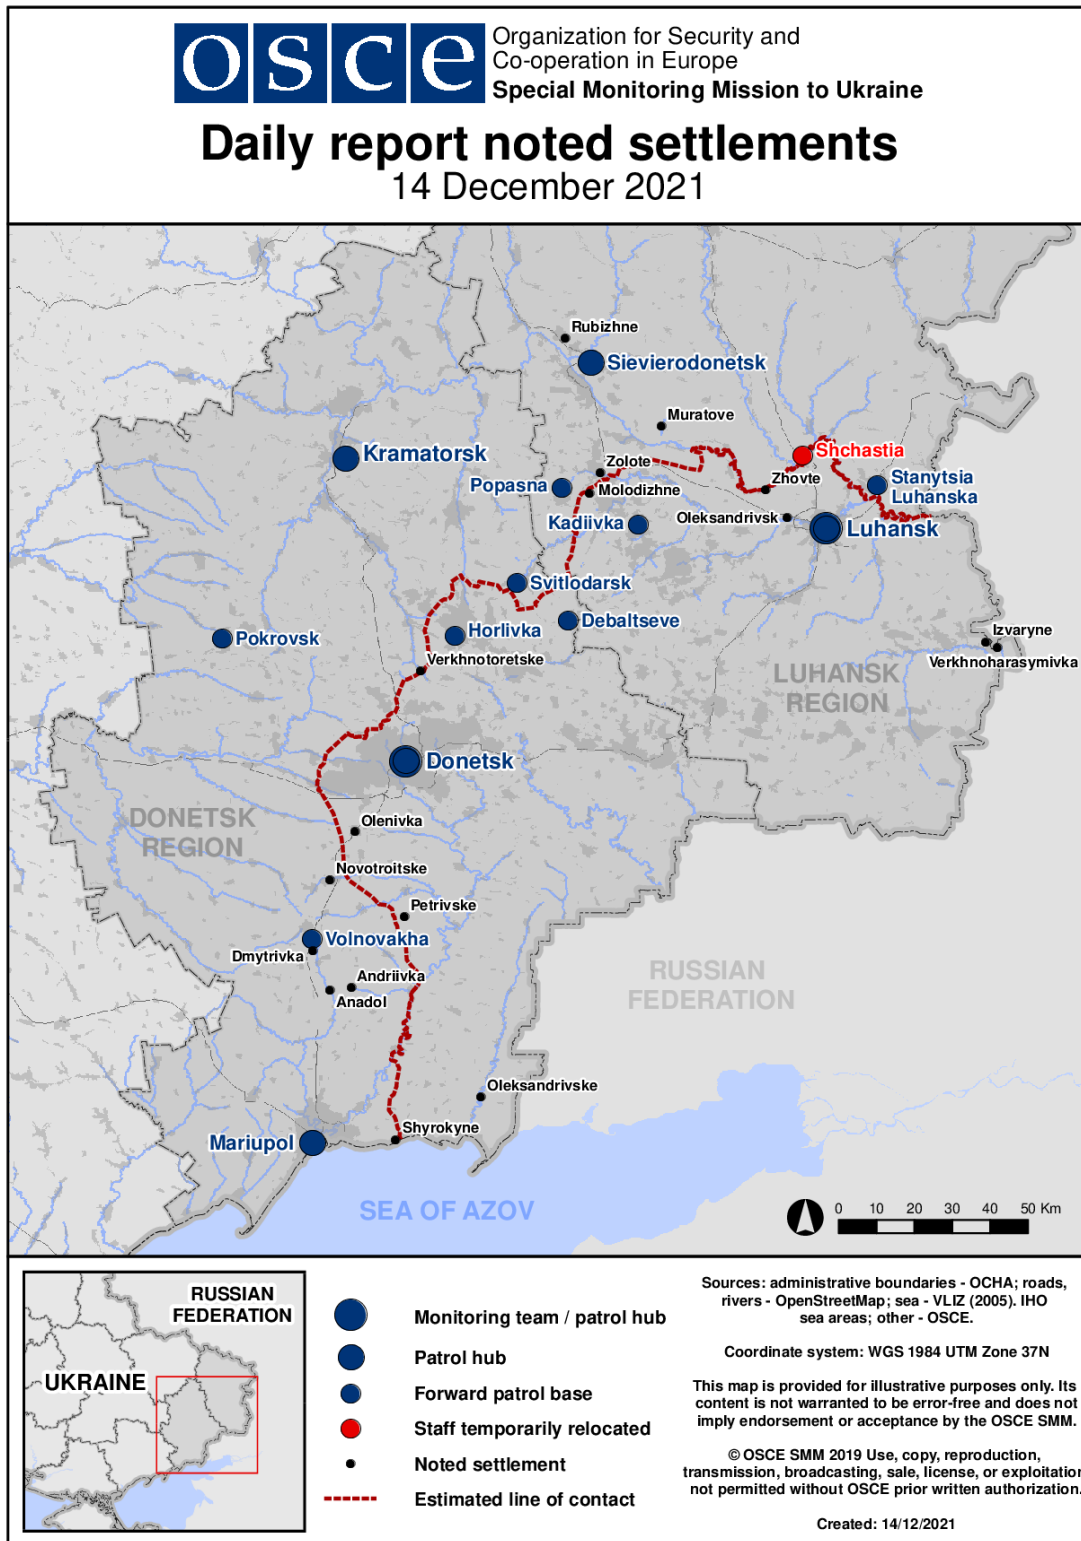 osce
Organization for Security and
Co-operation in Europe
Special Monitoring Mission to Ukraine
Daily report noted settlements
14 December 2021
Rubizhne
Sievierodonetsk
Muratove
Kramatorsk
Shchastia
Zolote
Zhovte
Stanytsia
Luhanska
Popasna
Molodizhne
Kadiivka
Oleksandrivsk
Luhansk
Svitlodarsk
Debaltseve
Horlivka
Pokrovsk
Izvaryne
Verkhnoharasymivka
Verkhnotoretske
LUHANSK
REGION
Donetsk
DONETSK
REGION
Olenivka
Novotroitske
Petrivske
Volnovakha
Dmytrivka
Andriivka
Anadol
RUSSIAN
FEDERATION
Oleksandrivske
Shyrokyne
Mariupol
SEA OF AZOV
0 10 20 30 40 50 Km
RUSSIAN
FEDERATION
UKRAINE
Monitoring team / patrol hub
Patrol hub
Forward patrol base
Staff temporarily relocated
Noted settlement
Estimated line of contact
Sources: administrative boundaries - OCHA; roads,
rivers - OpenStreetMap; sea - VLIZ (2005). IHO
sea areas; other - OSCE.
Coordinate system: WGS 1984 UTM Zone 37N
This map is provided for illustrative purposes only. Its
content is not warranted to be error-free and does not
imply endorsement or acceptance by the OSCE SMM.
© OSCE SMM 2019 Use, copy, reproduction,
transmission, broadcasting, sale, license, or exploitation
not permitted without OSCE prior written authorization.
Created: 14/12/2021